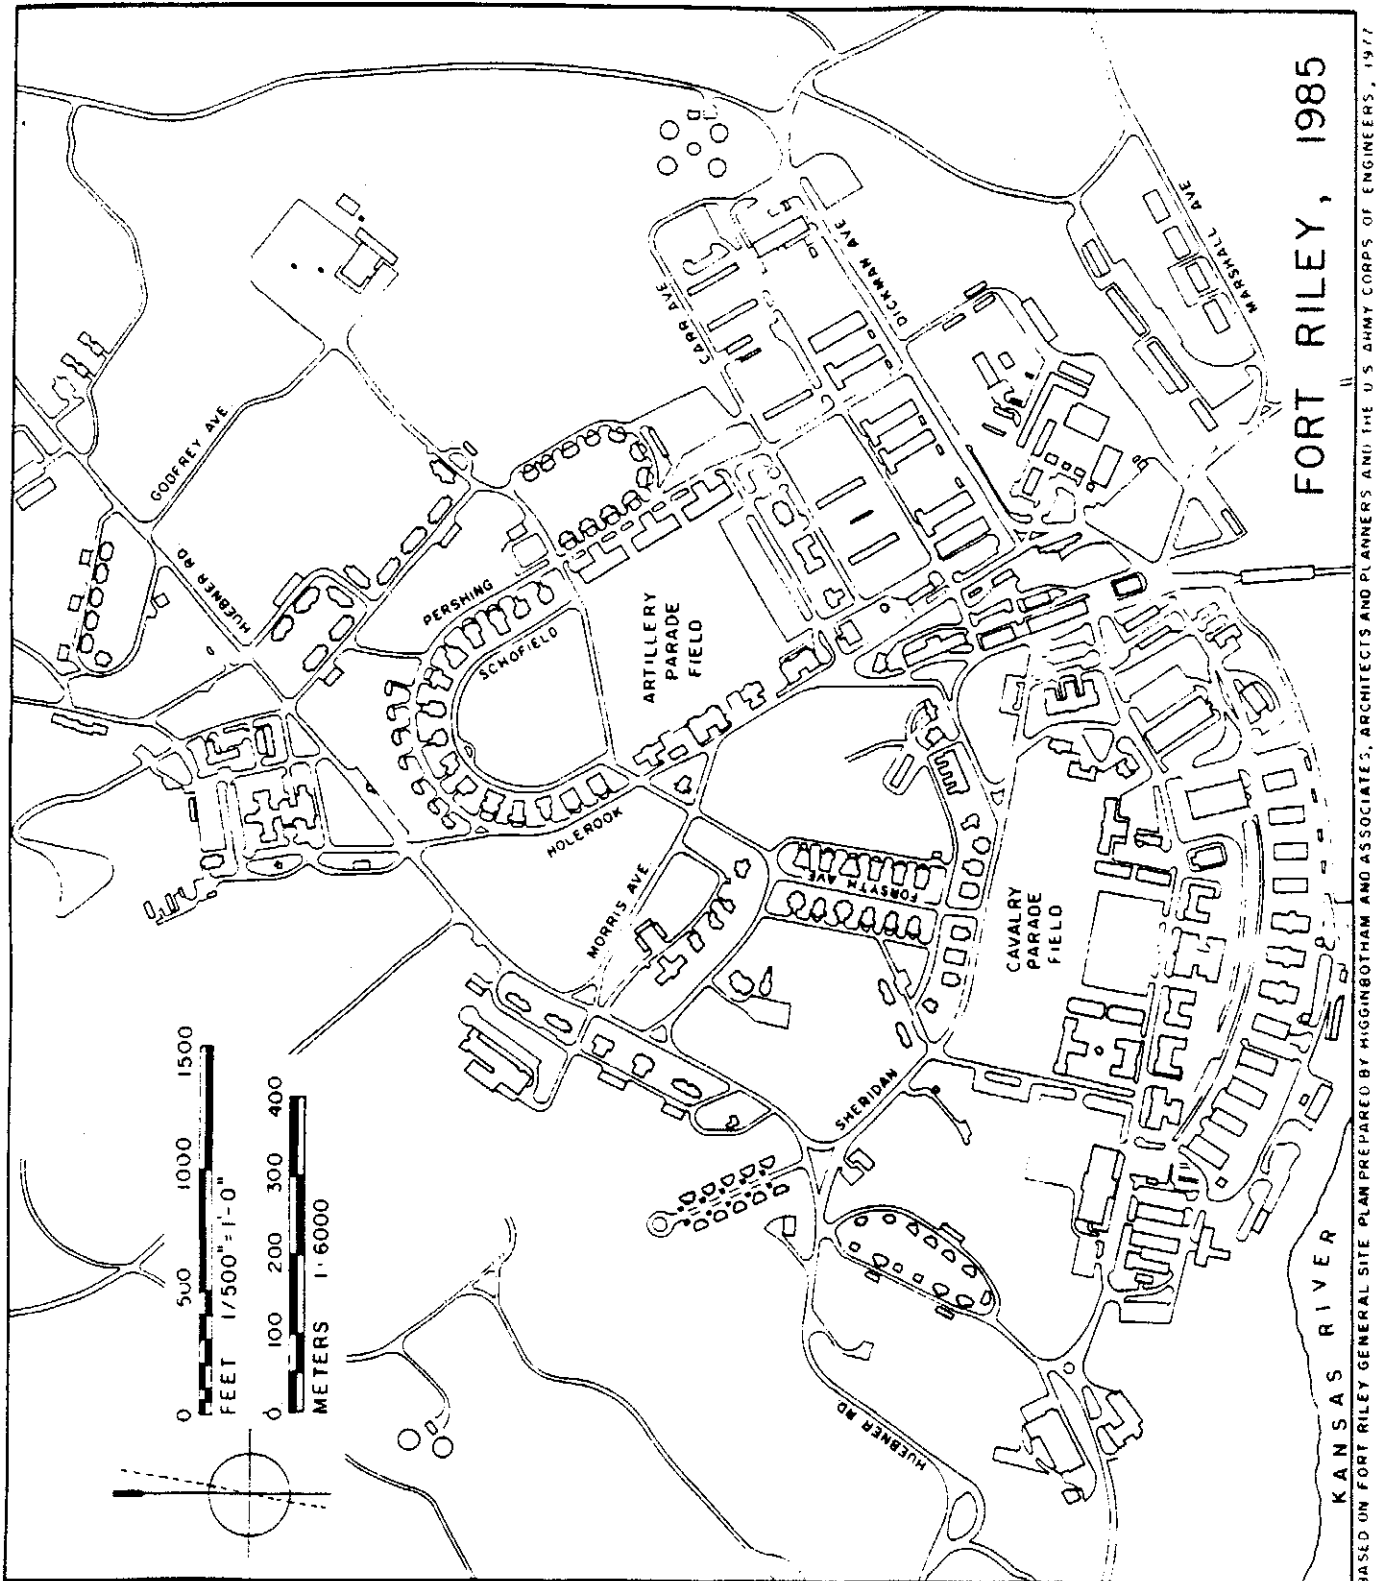 FORT RILEY, 1985
0 500 1000 1500
FEET 1/500"=1'-0"
0 100 200 300 400
METERS 1:6000
GODFREY AVE
HUEBNER RD
PERSHING
SCHOFIELD
ARTILLERY
PARADE
FIELD
CARR AVE
DICKMAN AVE
MARSHALL AVE
HOLEROOK
MORRIS AVE
FORSYTH AVE
CAVALRY
PARADE
FIELD
SHERIDAN
HUEBNER RD
KANSAS RIVER
BASED ON FORT RILEY GENERAL SITE PLAN PREPARED BY HIGGINBOTHAM AND ASSOCIATES, ARCHITECTS AND PLANNERS AND THE U S ARMY CORPS OF ENGINEERS, 1977